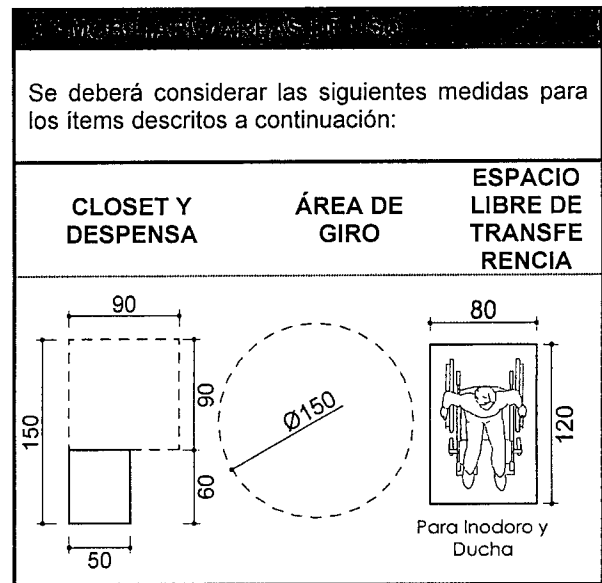 Se deberá considerar las siguientes medidas para
los ítems descritos a continuación:
CLOSET Y
DESPENSA
ÁREA DE
GIRO
ESPACIO
LIBRE DE
TRANSFE
RENCIA
90
150
90
60
50
Ø150
80
120
Para Inodoro y
Ducha